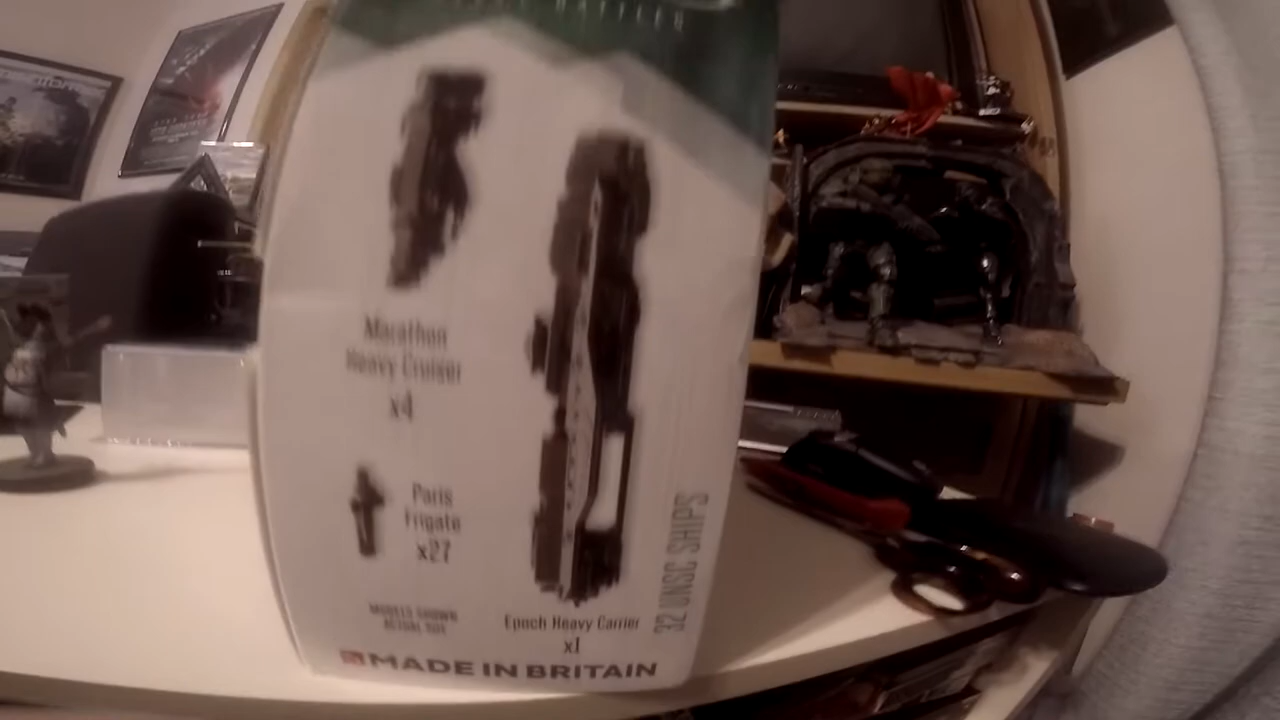 Marathon
Heavy Cruiser
x4
Paris
Frigate
x27
MODELS SHOWN
ACTUAL SIZE
Epoch Heavy Carrier
x1
32 UNSC SHIPS
MADE IN BRITAIN